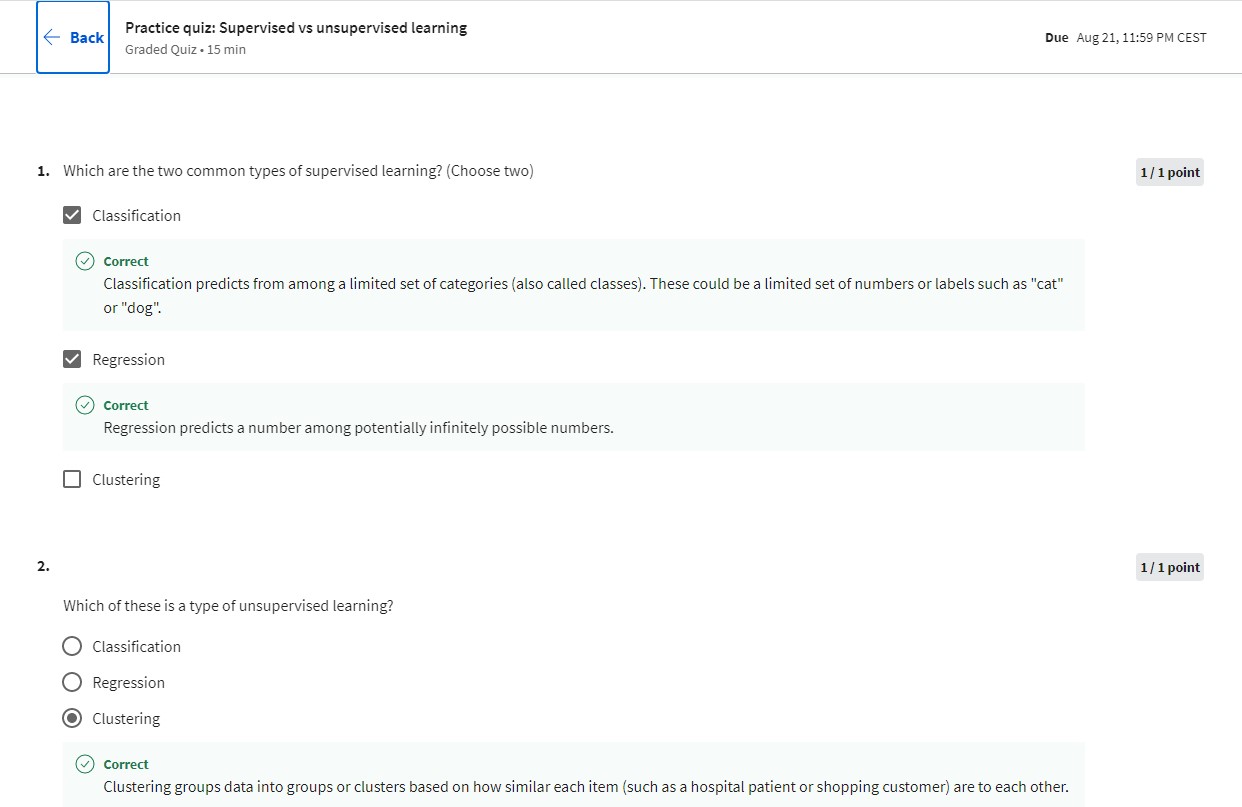 Back
Practice quiz: Supervised vs unsupervised learning
Graded Quiz • 15 min
Due Aug 21, 11:59 PM CEST
1. Which are the two common types of supervised learning? (Choose two)
1 / 1 point
Classification
Correct
Classification predicts from among a limited set of categories (also called classes). These could be a limited set of numbers or labels such as "cat"
or "dog".
Regression
Correct
Regression predicts a number among potentially infinitely possible numbers.
Clustering
2.
1 / 1 point
Which of these is a type of unsupervised learning?
Classification
Regression
Clustering
Correct
Clustering groups data into groups or clusters based on how similar each item (such as a hospital patient or shopping customer) are to each other.